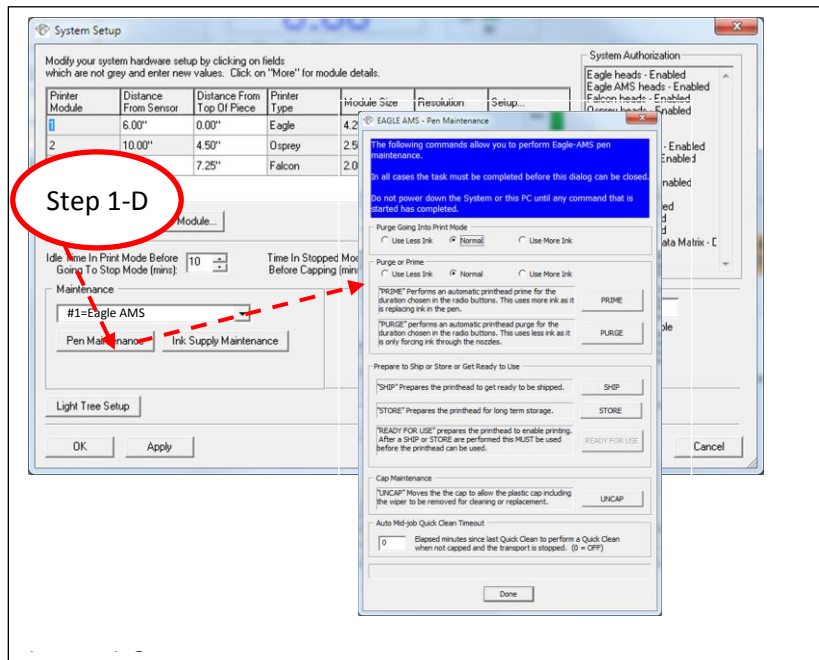 System Setup
Modify your system hardware setup by clicking on fields
which are not grey and enter new values. Click on "More" for module details.
Printer Module
Distance From Sensor
Distance From Top Of Piece
Printer Type
Module Size
Resolution
Setup...
1
6.00"
0.00"
Eagle
2
10.00"
4.50"
Osprey
7.25"
Falcon
System Authorization
Eagle heads - Enabled
Eagle AMS heads - Enabled
Falcon heads - Enabled
Osprey heads - Enabled
- Enabled
Step 1-D
Module...
Idle Time In Print Mode Before
Going To Stop Mode (mins):
10
Time In Stopped
Before Capping
Maintenance
#1=Eagle AMS
Pen Maintenance
Ink Supply Maintenance
Light Tree Setup
OK
Apply
Cancel
EAGLE AMS - Pen Maintenance
The following commands allow you to perform Eagle-AMS pen
maintenance.
In all cases the task must be completed before this dialog can be closed.
Do not power down the System or this PC until any command that is
started has completed.
Purge Going Into Print Mode
Use Less Ink
Normal
Use More Ink
Purge or Prime
Use Less Ink
Normal
Use More Ink
"PRIME" Performs an automatic printhead prime for the
duration chosen in the radio buttons. This uses more ink as it
is replacing ink in the pen.
PRIME
"PURGE" performs an automatic printhead purge for the
duration chosen in the radio buttons. This uses less ink as it
is only forcing ink through the nozzles.
PURGE
Prepare to Ship or Store or Get Ready to Use
"SHIP" Prepares the printhead to get ready to be shipped.
SHIP
"STORE" Prepares the printhead for long term storage.
STORE
"READY FOR USE" prepares the printhead to enable printing.
After a SHIP or STORE are performed this MUST be used
before the printhead can be used.
READY FOR USE
Cap Maintenance
"UNCAP" Moves the the cap to allow the plastic cap including
the wiper to be removed for cleaning or replacement.
UNCAP
Auto Mid-job Quick Clean Timeout
0
Elapsed minutes since last Quick Clean to perform a Quick Clean
when not capped and the transport is stopped. (0 = OFF)
Done